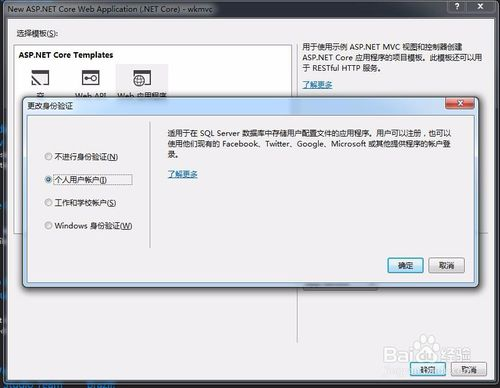 New ASP.NET Core Web Application (.NET Core) - wkmvc
选择模板(S):
ASP.NET Core Templates
空
Web API
Web 应用程序
用于使用示例 ASP.NET MVC 视图和控制器创建
ASP.NET Core 应用程序的项目模板。此模板还可以用
于 RESTful HTTP 服务。
了解更多
更改身份验证
不进行身份验证(N)
个人用户帐户(I)
工作和学校帐户(S)
Windows 身份验证(W)
适用于在 SQL Server 数据库中存储用户配置文件的应用程序。用户可以注册，也可以
使用他们现有的 Facebook、Twitter、Google、Microsoft 或其他提供程序的帐户登
录。
了解更多
确定
取消
确定
取消
Baidu 经验